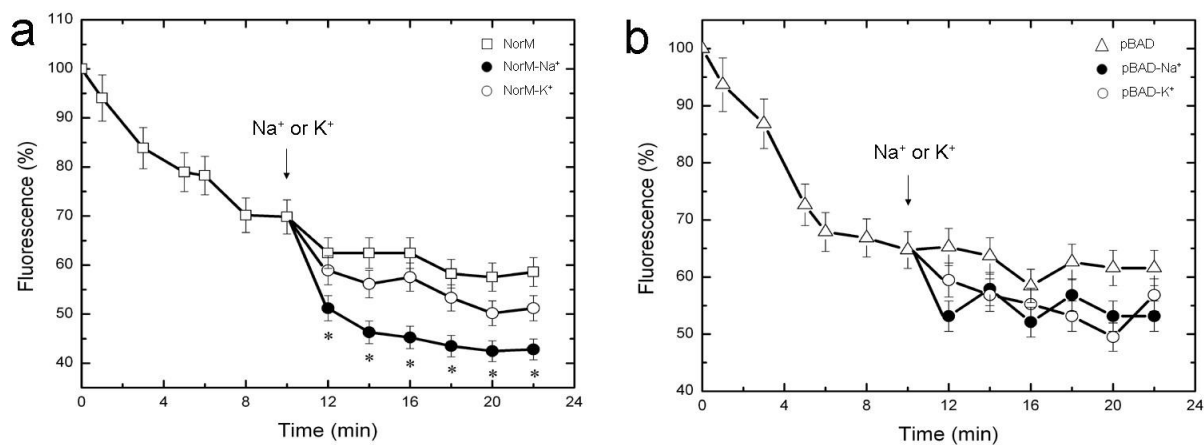 a
110
100
90
80
70
60
50
40
Fluorescence (%)
0 4 8 12 16 20 24
Time (min)
NorM
NorM-Na⁺
NorM-K⁺
Na⁺ or K⁺
* * * * * *
b
100
90
80
70
60
50
40
Fluorescence (%)
0 4 8 12 16 20 24
Time (min)
pBAD
pBAD-Na⁺
pBAD-K⁺
Na⁺ or K⁺